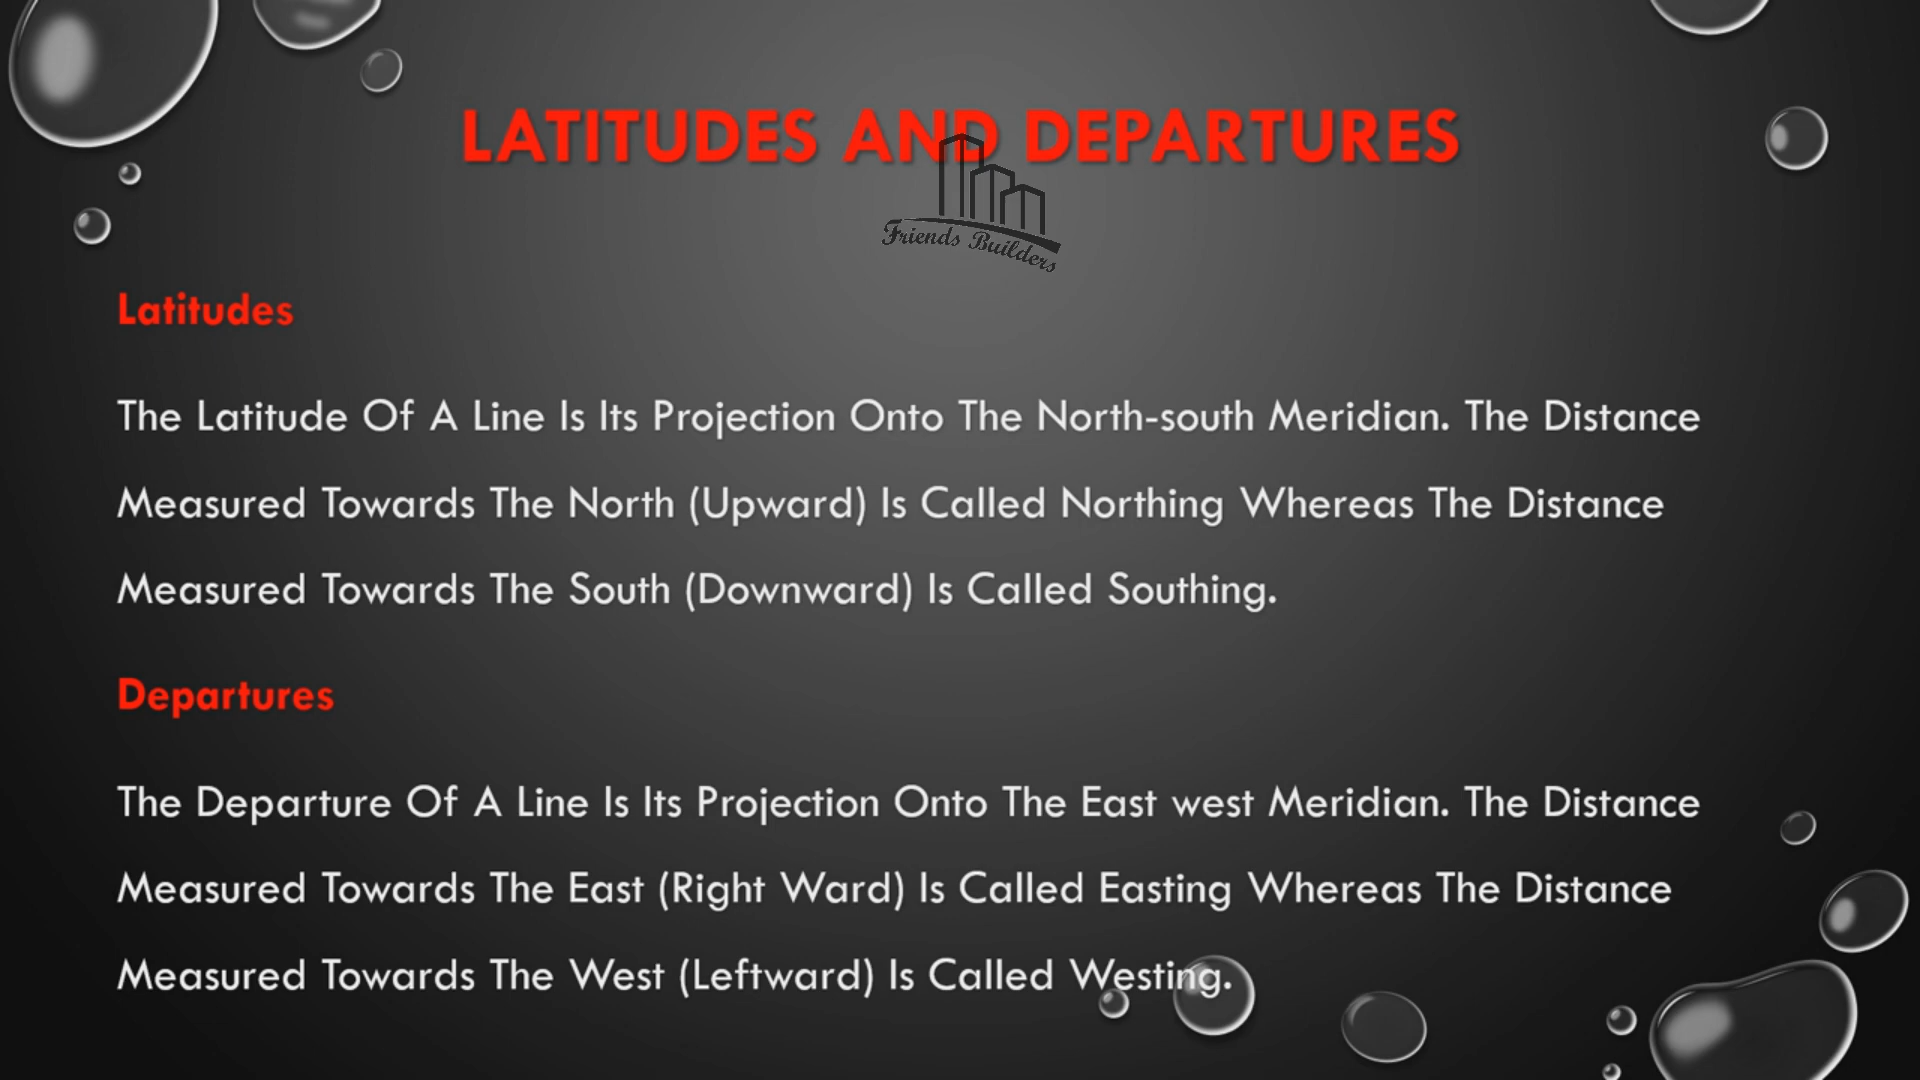 LATITUDES AND DEPARTURES
Friends Builders
Latitudes
The Latitude Of A Line Is Its Projection Onto The North-south Meridian. The Distance
Measured Towards The North (Upward) Is Called Northing Whereas The Distance
Measured Towards The South (Downward) Is Called Southing.
Departures
The Departure Of A Line Is Its Projection Onto The East west Meridian. The Distance
Measured Towards The East (Right Ward) Is Called Easting Whereas The Distance
Measured Towards The West (Leftward) Is Called Westing.